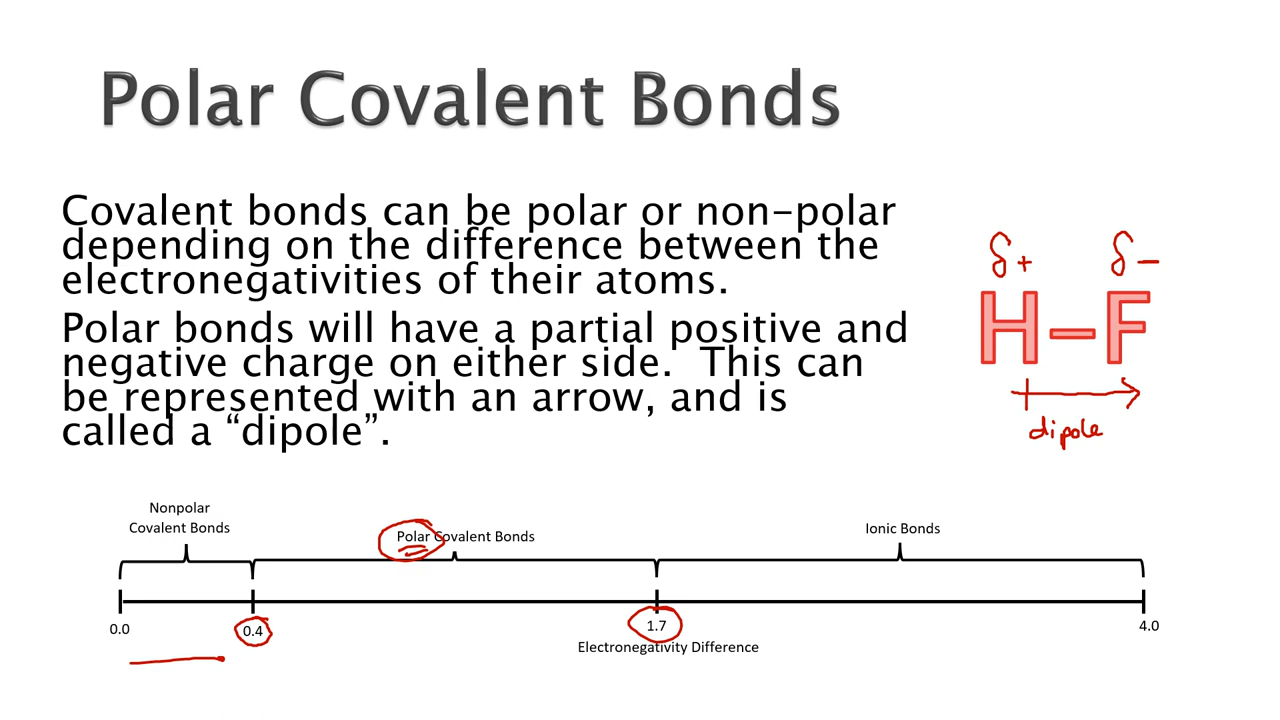 Polar Covalent Bonds
Covalent bonds can be polar or non-polar
depending on the difference between the
electronegativities of their atoms.
Polar bonds will have a partial positive and
negative charge on either side.  This can
be represented with an arrow, and is
called a “dipole”.
δ+ δ−
H–F
dipole
Nonpolar
Covalent Bonds
Polar Covalent Bonds
Ionic Bonds
0.0
0.4
1.7
4.0
Electronegativity Difference